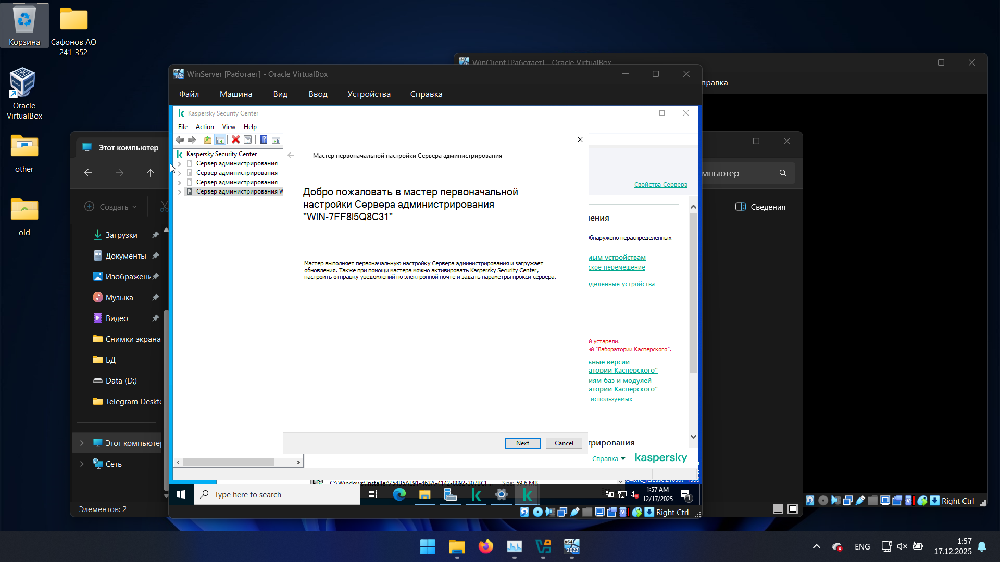 Корзина
Сафонов АО
241-352
Oracle
VirtualBox
other
old
WinClient [Работает] - Oracle VirtualBox
правка
WinServer [Работает] - Oracle VirtualBox
Файл
Машина
Вид
Ввод
Устройства
Справка
Kaspersky Security Center
File
Action
View
Help
Kaspersky Security Center
Сервер администрирования
Сервер администрирования
Сервер администрирования
Сервер администрирования W
Мастер первоначальной настройки Сервера администрирования
Добро пожаловать в мастер первоначальной
настройки Сервера администрирования
"WIN-7FF8I5Q8C31"
Мастер выполняет первоначальную настройку Сервера администрирования и загружает
обновления. Также при помощи мастера можно активировать Kaspersky Security Center,
настроить отправку уведомлений по электронной почте и задать параметры прокси-сервера.
Next
Cancel
Свойства Сервера
ления
Обнаружено нераспределенных
мым устройствам
ское перемещение
еделенные устройства
й устарели.
ий "Лаборатории Касперского".
ьные версии
атории Касперского"
иям баз и модулей
атории Касперского"
используемых
трирования
Справка
kaspersky
C:\Windows\Installer\{54B5AE91-463A-4142-8892-307BCF...
Size: 59.6 MB
Type here to search
1:57 AM
12/17/2025
1
Right Ctrl
Right Ctrl
Этот компьютер
мпьютер
Создать
Сведения
Загрузки
Документы
Изображени
Музыка
Видео
Снимки экрана
БД
Data (D:)
Telegram Deskto
Этот компьютер
Сеть
Элементов: 2
ENG
1:57
17.12.2025